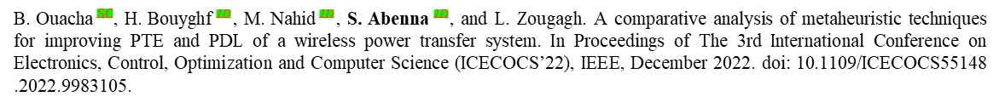 B. Ouacha SC, H. Bouyghf iD, M. Nahid iD, S. Abenna iD, and L. Zougagh. A comparative analysis of metaheuristic techniques
for improving PTE and PDL of a wireless power transfer system. In Proceedings of The 3rd International Conference on
Electronics, Control, Optimization and Computer Science (ICECOCS’22), IEEE, December 2022. doi: 10.1109/ICECOCS55148
.2022.9983105.